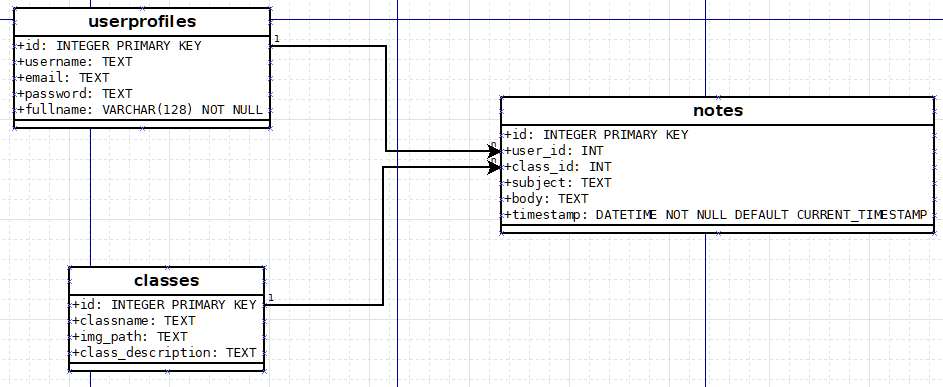 userprofiles
+id: INTEGER PRIMARY KEY
+username: TEXT
+email: TEXT
+password: TEXT
+fullname: VARCHAR(128) NOT NULL
1
notes
+id: INTEGER PRIMARY KEY
+user_id: INT
+class_id: INT
+subject: TEXT
+body: TEXT
+timestamp: DATETIME NOT NULL DEFAULT CURRENT_TIMESTAMP
n
n
classes
+id: INTEGER PRIMARY KEY
+classname: TEXT
+img_path: TEXT
+class_description: TEXT
1